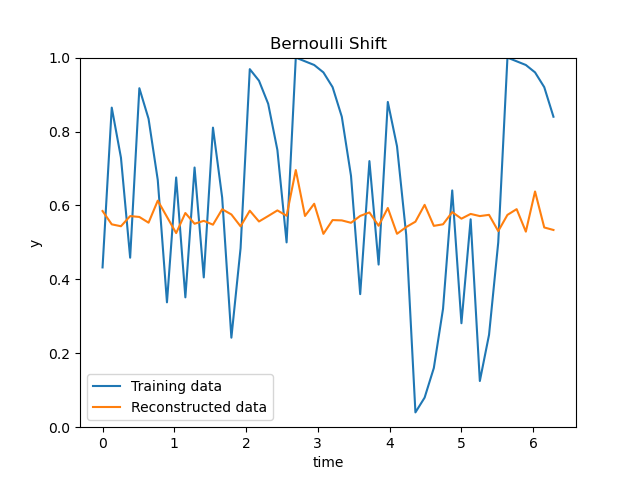 Bernoulli Shift
1.0
0.8
0.6
0.4
0.2
0.0
y
Training data
Reconstructed data
0 1 2 3 4 5 6
time